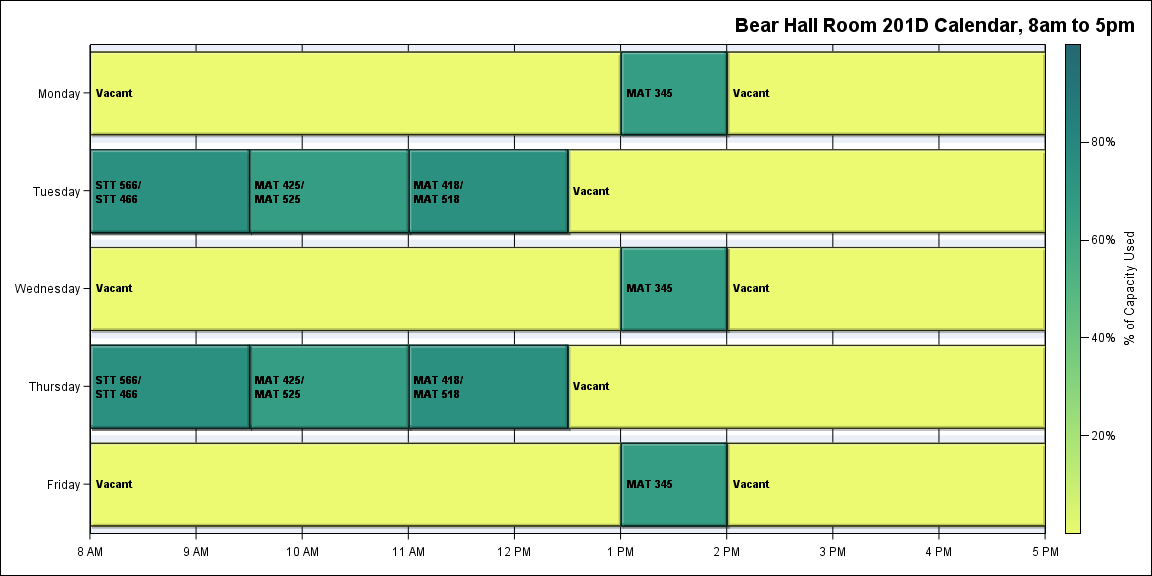 Bear Hall Room 201D Calendar, 8am to 5pm
Monday
Vacant
MAT 345
Vacant
Tuesday
STT 566/
STT 466
MAT 425/
MAT 525
MAT 418/
MAT 518
Vacant
Wednesday
Vacant
MAT 345
Vacant
Thursday
STT 566/
STT 466
MAT 425/
MAT 525
MAT 418/
MAT 518
Vacant
Friday
Vacant
MAT 345
Vacant
8 AM
9 AM
10 AM
11 AM
12 PM
1 PM
2 PM
3 PM
4 PM
5 PM
80%
60%
40%
20%
% of Capacity Used